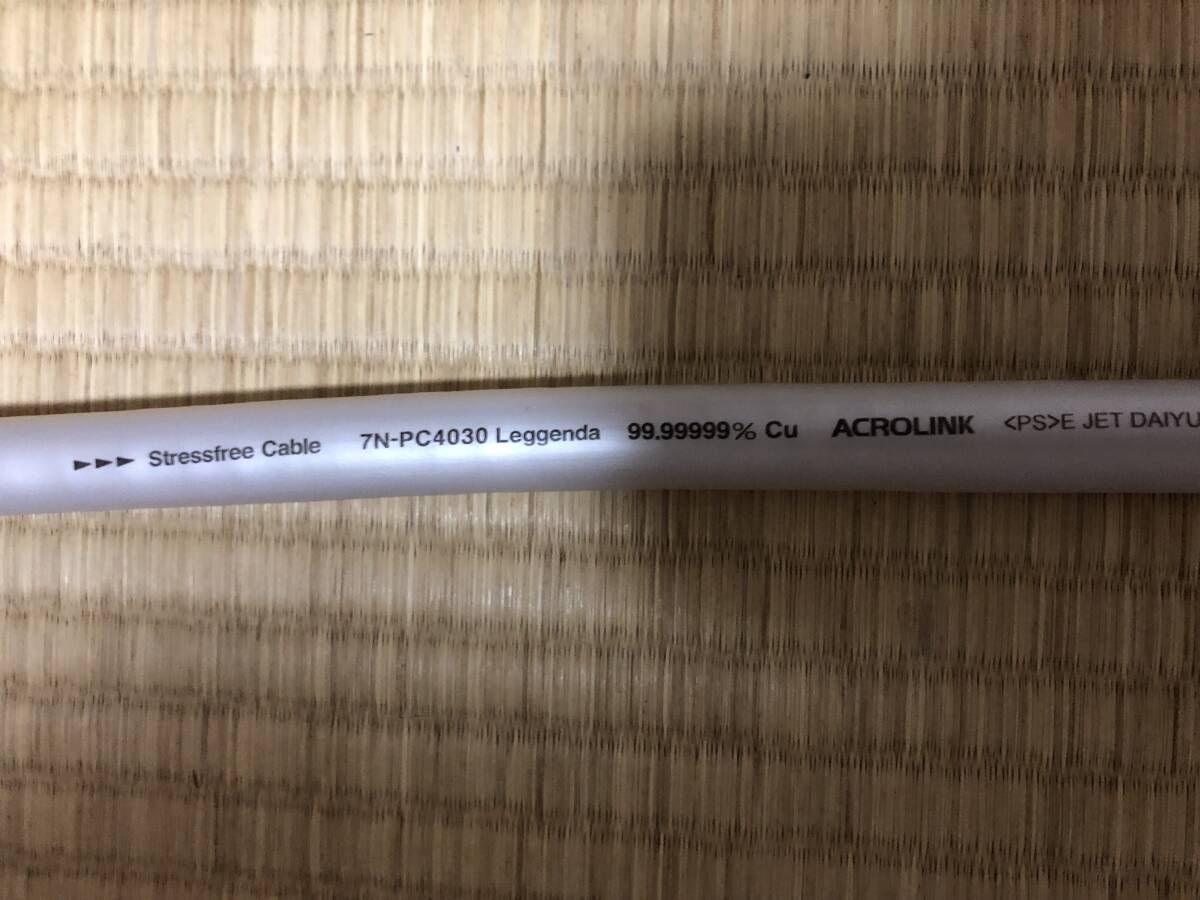 ►►► Stressfree Cable 7N-PC4030 Leggenda 99.99999% Cu ACROLINK <PS>E JET DAIYU